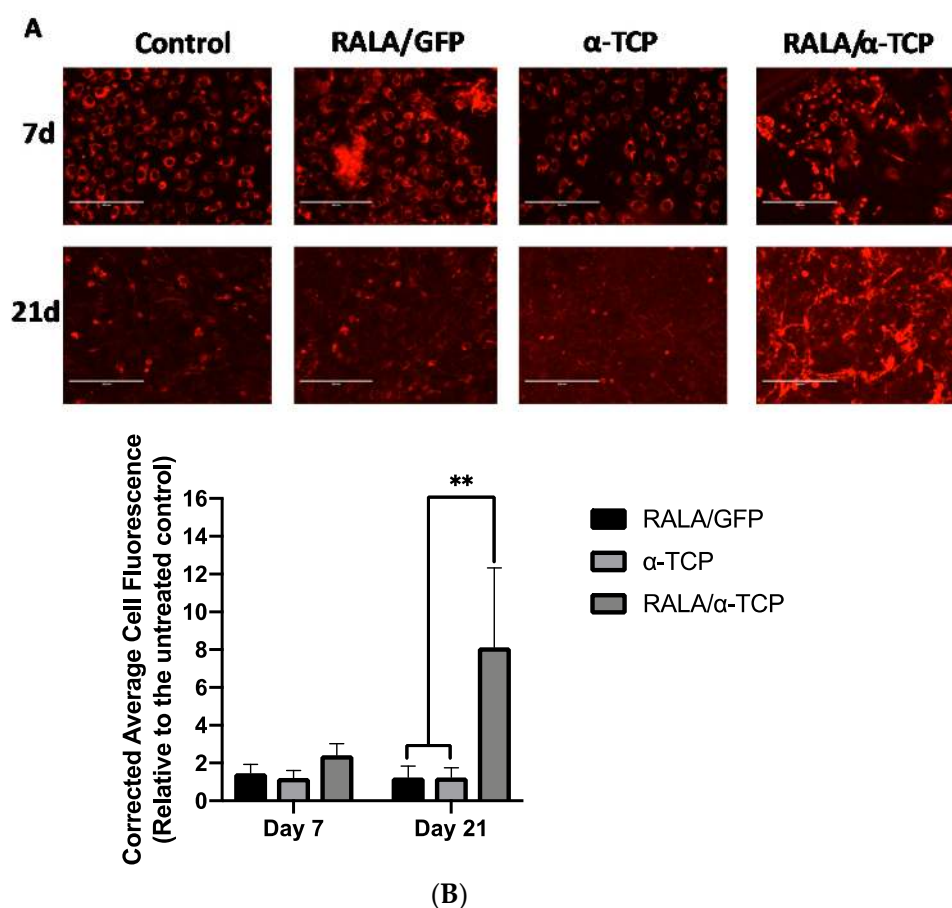 A
Control RALA/GFP α-TCP RALA/α-TCP
7d
21d
Corrected Average Cell Fluorescence
(Relative to the untreated control)
16
14
12
10
8
6
4
2
0
**
RALA/GFP
α-TCP
RALA/α-TCP
Day 7 Day 21
(B)